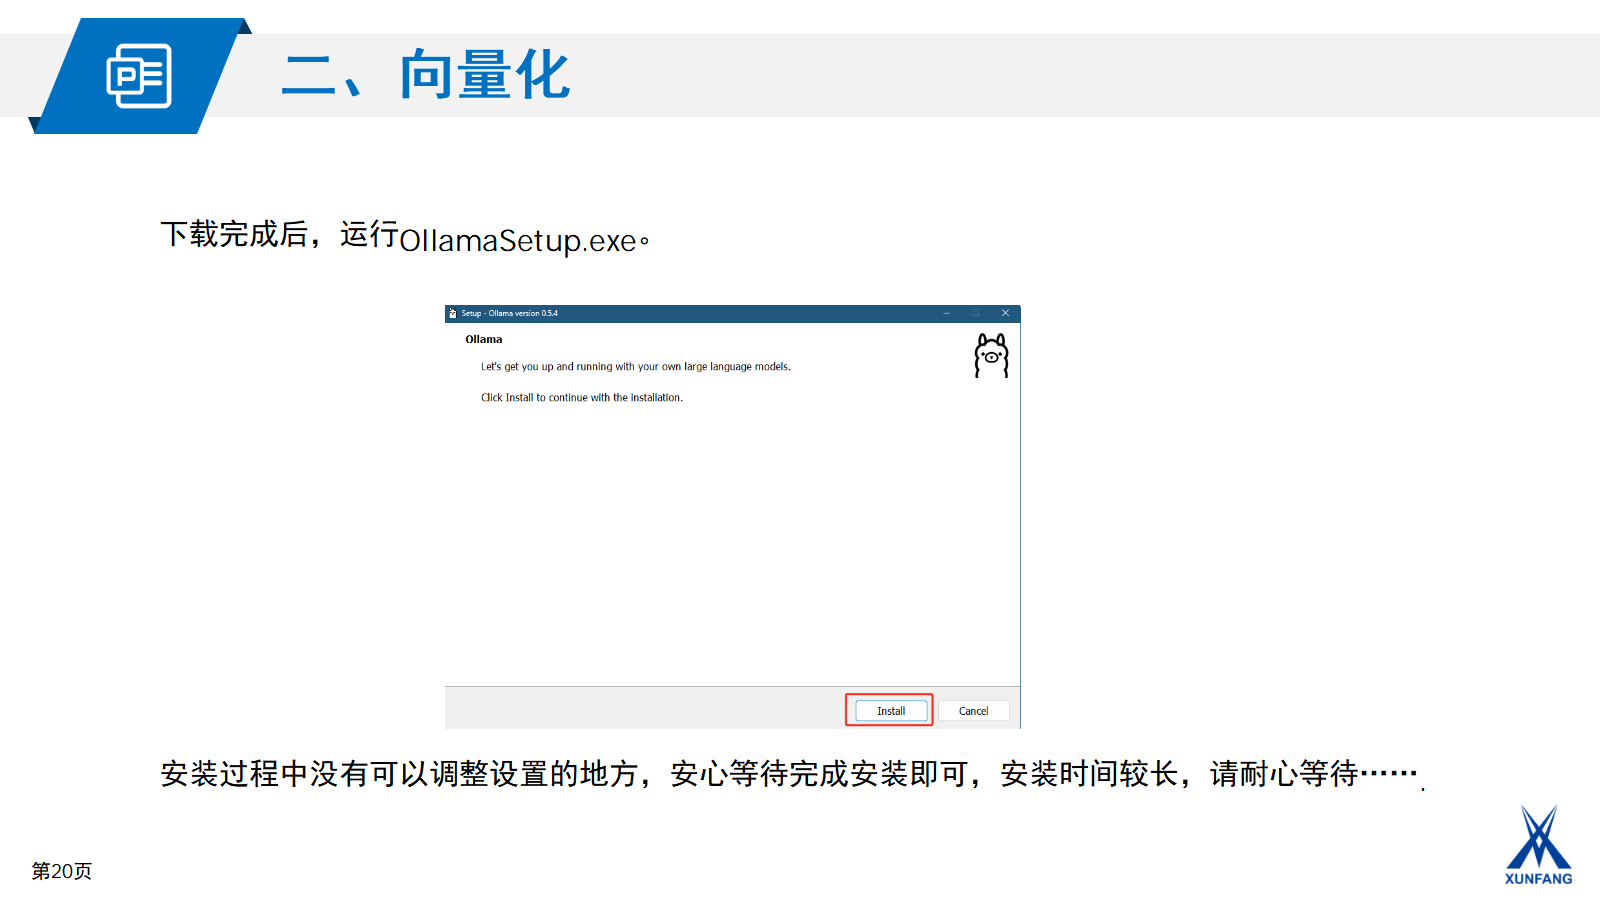 二、向量化
下载完成后，运行OllamaSetup.exe。
Setup - Ollama version 0.5.4
Ollama
Let's get you up and running with your own large language models.
Click Install to continue with the installation.
Install
Cancel
安装过程中没有可以调整设置的地方，安心等待完成安装即可，安装时间较长，请耐心等待…….
第20页
XUNFANG